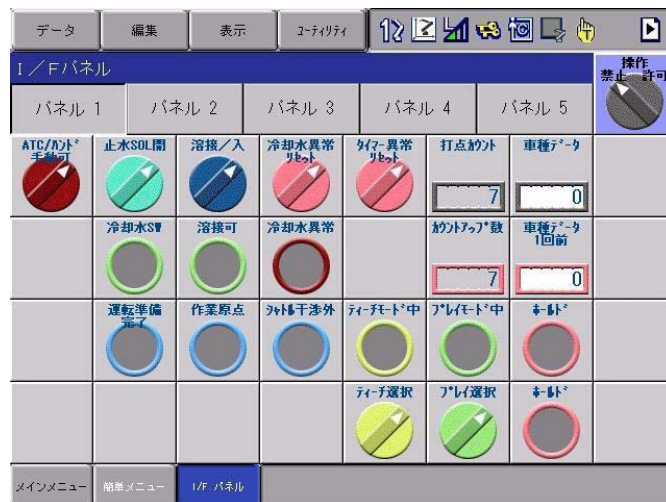 データ 編集 表示 ユーティリティ
I/Fパネル
操作
禁止 許可
パネル 1 パネル 2 パネル 3 パネル 4 パネル 5
ATC/ハンド
手動可
止水SOL開
溶接/入
冷却水異常
リセット
タイマー異常
リセット
打点カウント
7
車種データ
0
冷却水SW
溶接可
冷却水異常
カウントアップ数
7
車種データ
1回前
0
運転準備
完了
作業原点
シャトル干渉外
ティーチモード中
プレイモード中
ホールド
ティーチ選択
プレイ選択
ホールド
メインメニュー 簡単メニュー I/F パネル